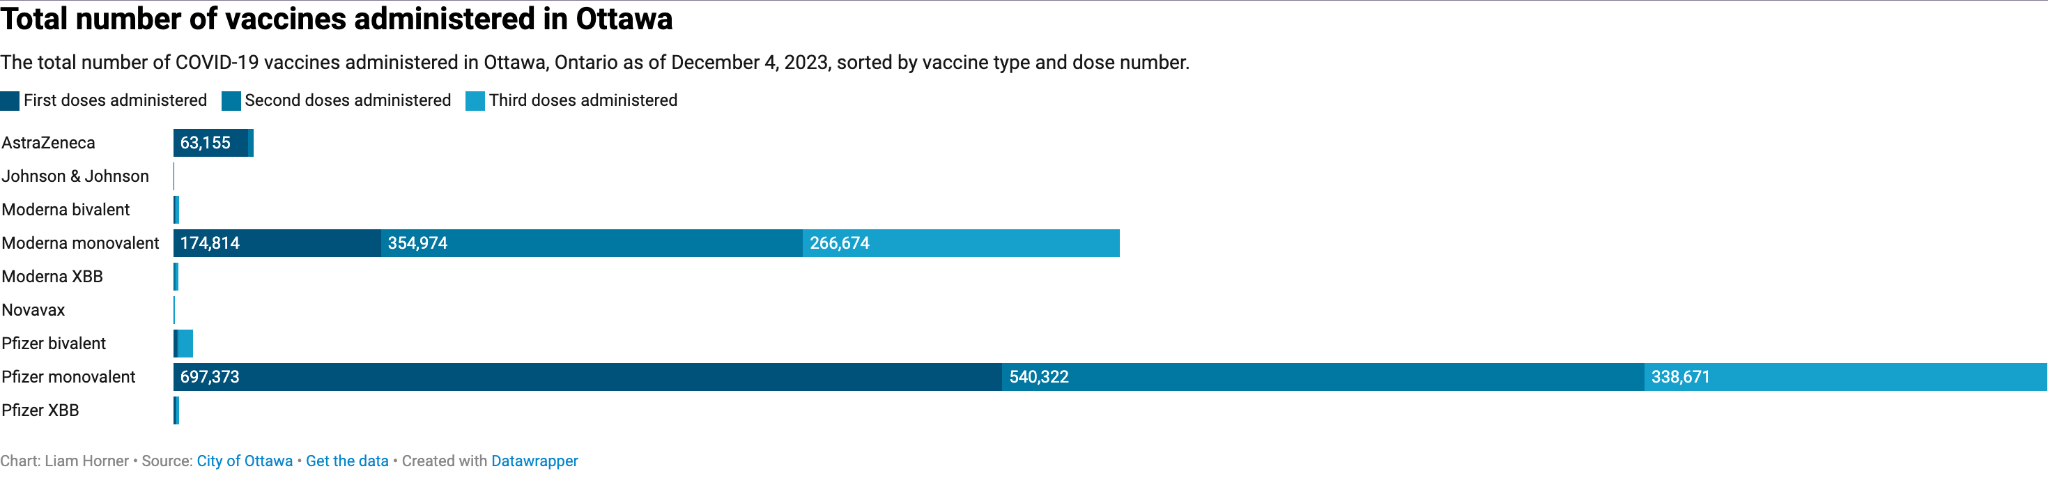 Total number of vaccines administered in Ottawa
The total number of COVID-19 vaccines administered in Ottawa, Ontario as of December 4, 2023, sorted by vaccine type and dose number.
First doses administered Second doses administered Third doses administered
AstraZeneca 63,155
Johnson & Johnson
Moderna bivalent
Moderna monovalent 174,814 354,974 266,674
Moderna XBB
Novavax
Pfizer bivalent
Pfizer monovalent 697,373 540,322 338,671
Pfizer XBB
Chart: Liam Horner • Source: City of Ottawa • Get the data • Created with Datawrapper